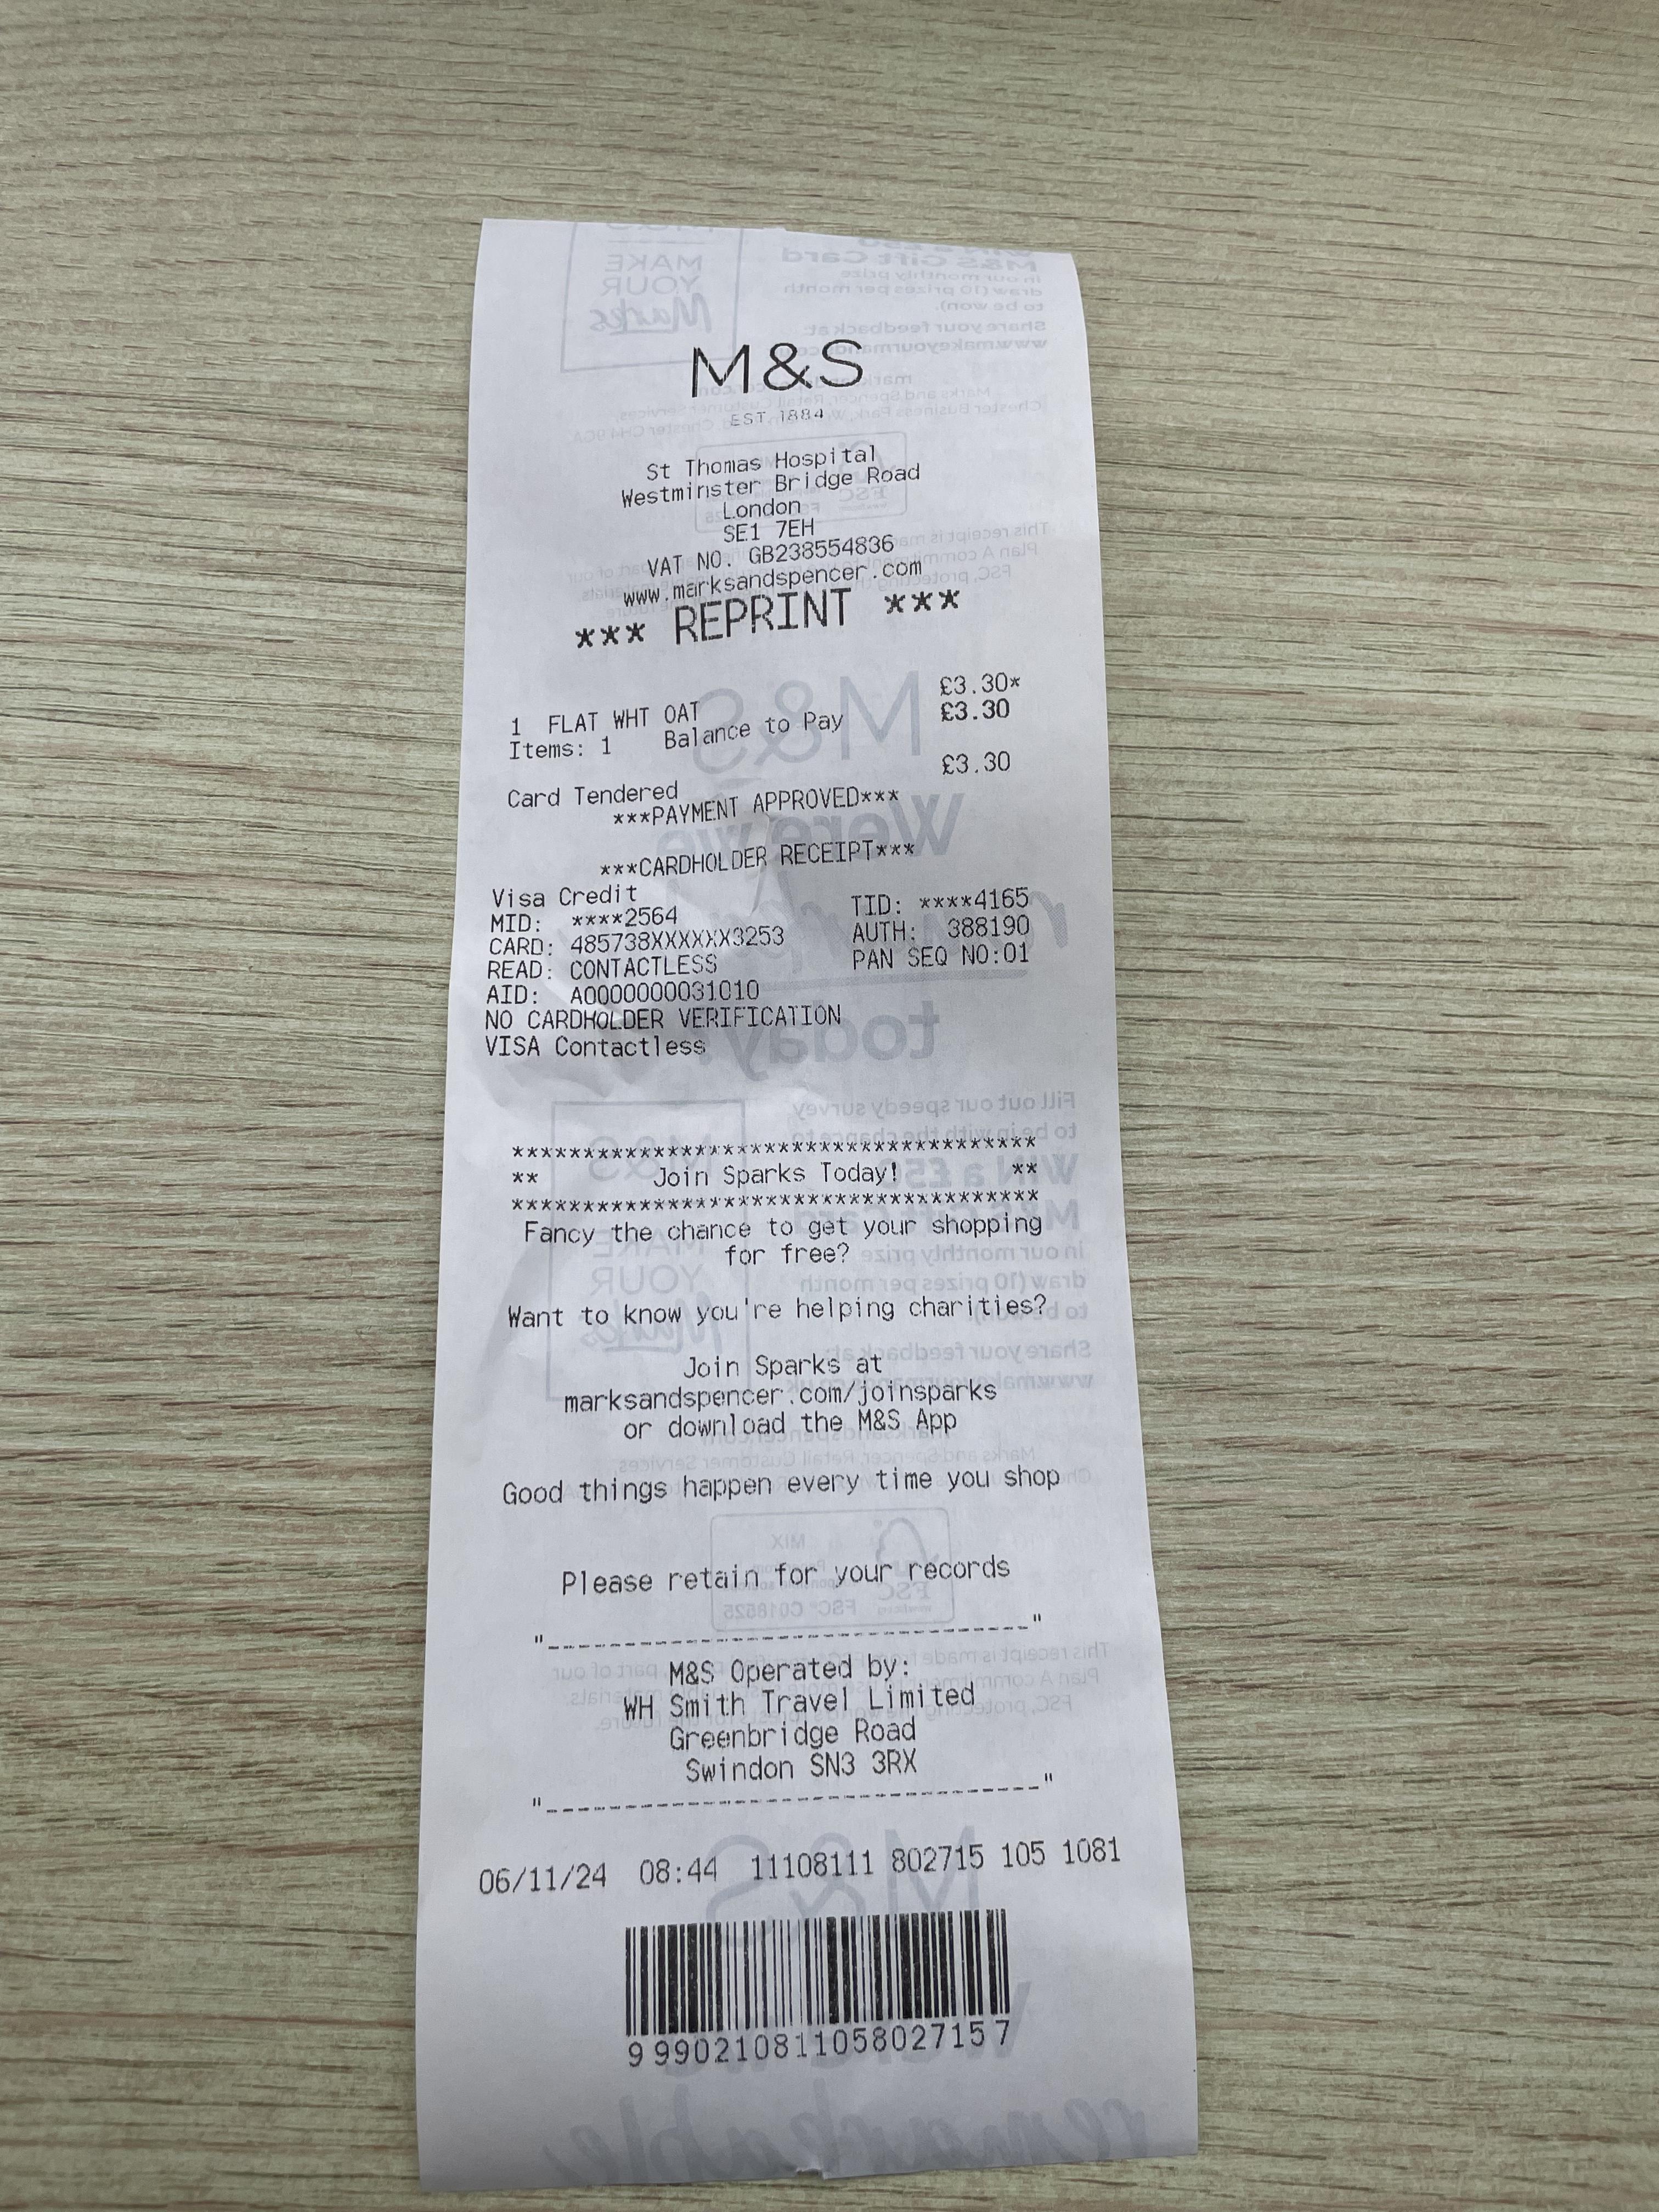 M&S
EST. 1884
St Thomas Hospital
Westminster Bridge Road
London
SE1 7EH
VAT NO. GB238554836
www.marksandspencer.com
*** REPRINT ***
1 FLAT WHT OAT £3.30*
Items: 1 Balance to Pay £3.30
Card Tendered £3.30
***PAYMENT APPROVED***
***CARDHOLDER RECEIPT***
Visa Credit
MID: ****2564 TID: ****4165
CARD: 485738XXXXXX3253 AUTH: 388190
READ: CONTACTLESS PAN SEQ NO:01
AID: A0000000031010
NO CARDHOLDER VERIFICATION
VISA Contactless
*************************************
** Join Sparks Today! **
*************************************
Fancy the chance to get your shopping
for free?
Want to know you're helping charities?
Join Sparks at
marksandspencer.com/joinsparks
or download the M&S App
Good things happen every time you shop
Please retain for your records
"---------------------------------"
M&S Operated by:
WH Smith Travel Limited
Greenbridge Road
Swindon SN3 3RX
"---------------------------------"
06/11/24 08:44 11108111 802715 105 1081
9 99021081105802715 7